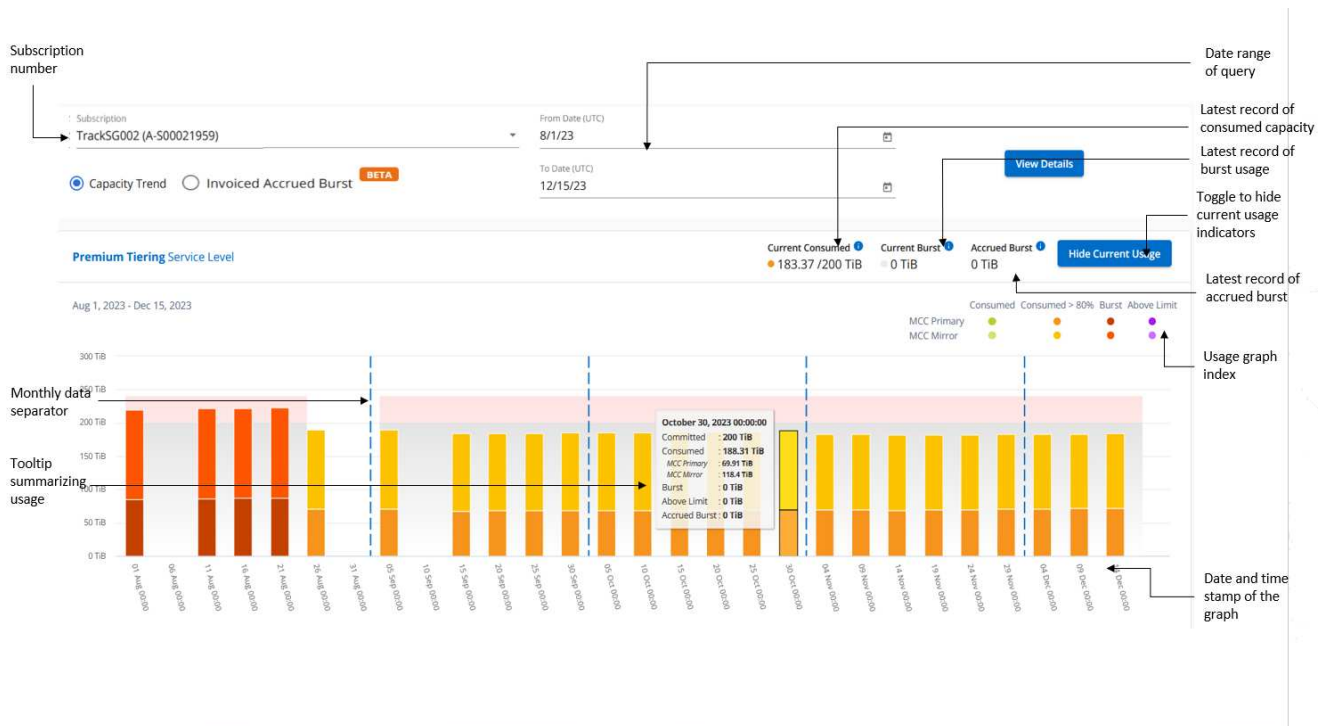 Subscription
number
Date range
of query
Latest record of
consumed capacity
Latest record of
burst usage
Toggle to hide
current usage
indicators
Latest record of
accrued burst
Usage graph
index
Subscription
TrackSG002 (A-S00021959)
From Date (UTC)
8/1/23
Capacity Trend Invoiced Accrued Burst BETA
To Date (UTC)
12/15/23
View Details
Premium Tiering Service Level
Current Consumed Current Burst Accrued Burst
183.37 /200 TiB 0 TiB 0 TiB
Hide Current Usage
Aug 1, 2023 - Dec 15, 2023
Consumed Consumed > 80% Burst Above Limit
MCC Primary
MCC Mirror
Monthly data
separator
Tooltip
summarizing
usage
300 TiB
250 TiB
200 TiB
150 TiB
100 TiB
50 TiB
0 TiB
October 30, 2023 00:00:00
Committed : 200 TiB
Consumed : 188.31 TiB
MCC Primary : 69.91 TiB
MCC Mirror : 118.4 TiB
Burst : 0 TiB
Above Limit : 0 TiB
Accrued Burst : 0 TiB
01 Aug 00:00
06 Aug 00:00
11 Aug 00:00
16 Aug 00:00
21 Aug 00:00
26 Aug 00:00
31 Aug 00:00
05 Sep 00:00
10 Sep 00:00
15 Sep 00:00
20 Sep 00:00
25 Sep 00:00
30 Sep 00:00
05 Oct 00:00
10 Oct 00:00
15 Oct 00:00
20 Oct 00:00
25 Oct 00:00
30 Oct 00:00
04 Nov 00:00
09 Nov 00:00
14 Nov 00:00
19 Nov 00:00
24 Nov 00:00
29 Nov 00:00
04 Dec 00:00
09 Dec 00:00
Dec 00:00
Date and time
stamp of the
graph